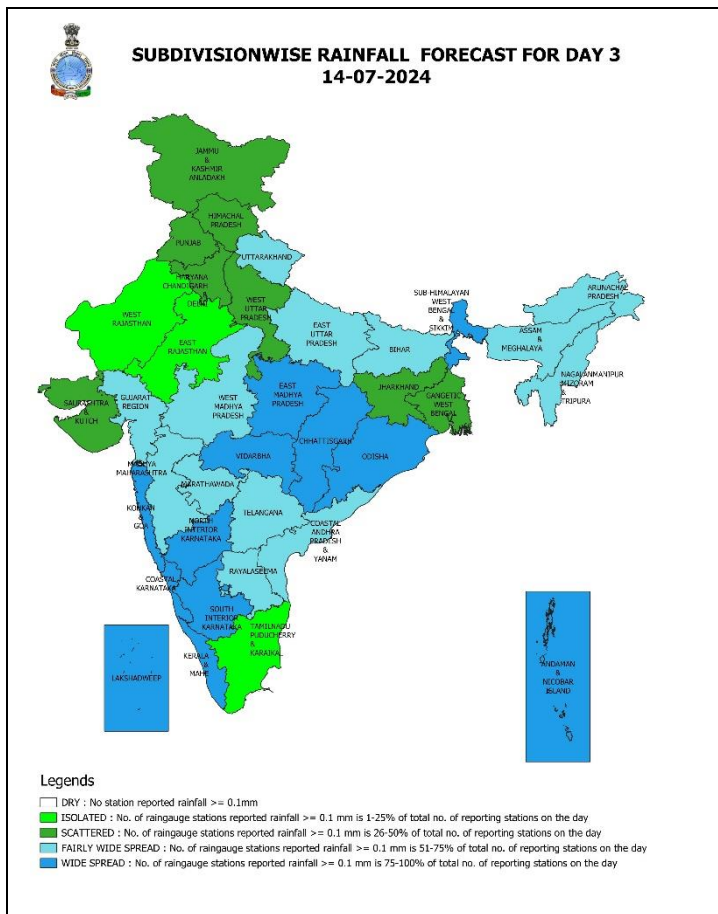 SUBDIVISIONWISE RAINFALL FORECAST FOR DAY 3
14-07-2024
JAMMU
&
KASHMIR
ANLADAKH
HIMACHAL
PRADESH
PUNJAB
UTTARAKHAND
HARYANA
CHANDIGARH
DELHI
WEST
UTTAR
PRADESH
WEST
RAJASTHAN
EAST
RAJASTHAN
EAST
UTTAR
PRADESH
BIHAR
SUB-HIMALAYAN
WEST
BENGAL
&
SIKKIM
ARUNACHAL
PRADESH
ASSAM
&
MEGHALAYA
NAGALANMANIPUR
MIZORAM
&
TRIPURA
SAURASHTRA
&
KUTCH
GUJARAT
REGION
WEST
MADHYA
PRADESH
EAST
MADHYA
PRADESH
JHARKHAND
GANGETIC
WEST
BENGAL
CHHATTISGARH
ODISHA
VIDARBHA
MADHYA
MAHARASHTRA
MARATHAWADA
KONKAN
&
GOA
TELANGANA
NORTH
INTERIOR
KARNATAKA
COASTAL
ANDHRA
PRADESH
&
YANAM
RAYALASEEMA
COASTAL
KARNATAKA
SOUTH
INTERIOR
KARNATAKA
TAMILNADU
PUDUCHERRY
&
KARAIKAL
KERALA
&
MAHE
LAKSHADWEEP
ANDAMAN
&
NICOBAR
ISLAND
Legends
DRY : No station reported rainfall >= 0.1mm
ISOLATED : No. of raingauge stations reported rainfall >= 0.1 mm is 1-25% of total no. of reporting stations on the day
SCATTERED : No. of raingauge stations reported rainfall >= 0.1 mm is 26-50% of total no. of reporting stations on the day
FAIRLY WIDE SPREAD : No. of raingauge stations reported rainfall >= 0.1 mm is 51-75% of total no. of reporting stations on the day
WIDE SPREAD : No. of raingauge stations reported rainfall >= 0.1 mm is 75-100% of total no. of reporting stations on the day